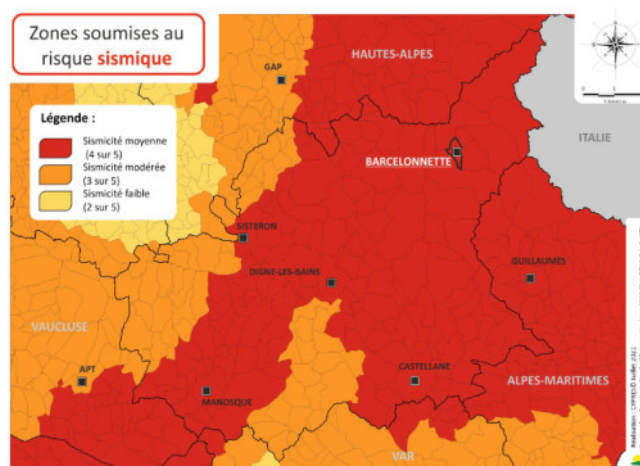 Zones soumises au
risque sismique
Légende :
Sismicité moyenne
(4 sur 5)
Sismicité modérée
(3 sur 5)
Sismicité faible
(2 sur 5)
HAUTES-ALPES
GAP
ITALIE
BARCELONNETTE
SISTERON
DIGNE-LES-BAINS
GUILLAUMES
VAUCLUSE
APT
MANOSQUE
CASTELLANE
ALPES-MARITIMES
VAR